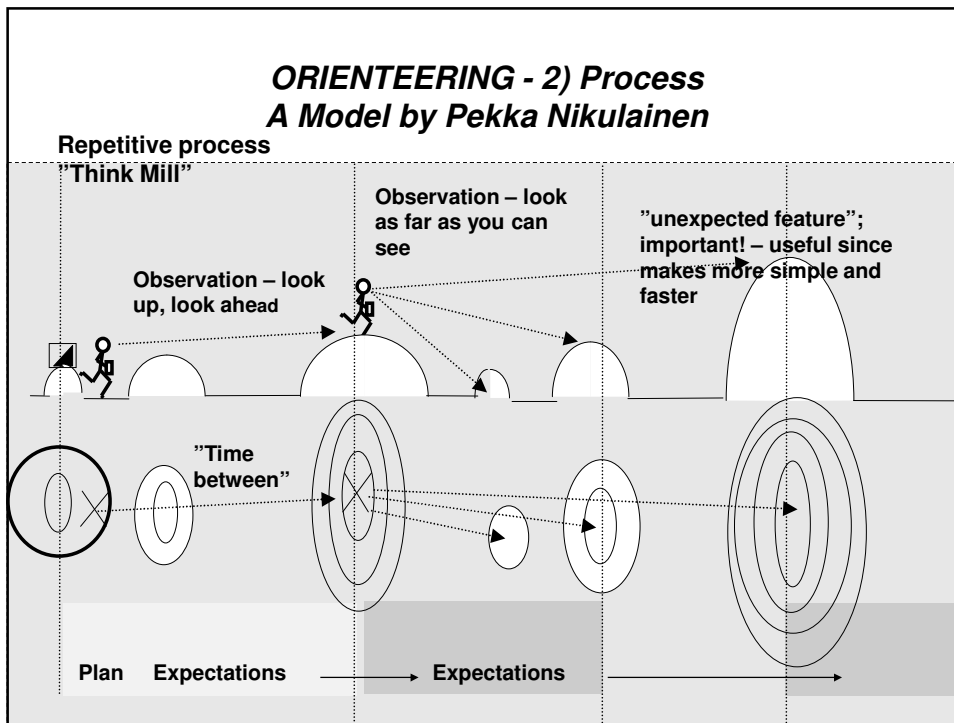 ORIENTEERING - 2) Process
A Model by Pekka Nikulainen
Repetitive process
”Think Mill”
Observation – look
as far as you can
see
”unexpected feature”;
important! – useful since
makes more simple and
faster
Observation – look
up, look ahead
”Time
between”
Plan Expectations Expectations